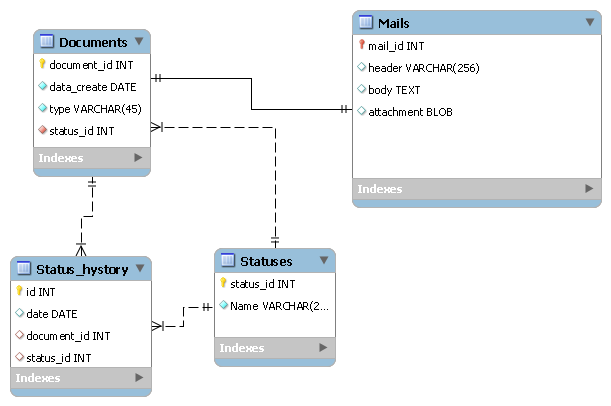 Documents
document_id INT
data_create DATE
type VARCHAR(45)
status_id INT
Indexes
Mails
mail_id INT
header VARCHAR(256)
body TEXT
attachment BLOB
Indexes
Status_hystory
id INT
date DATE
document_id INT
status_id INT
Indexes
Statuses
status_id INT
Name VARCHAR(2...
Indexes